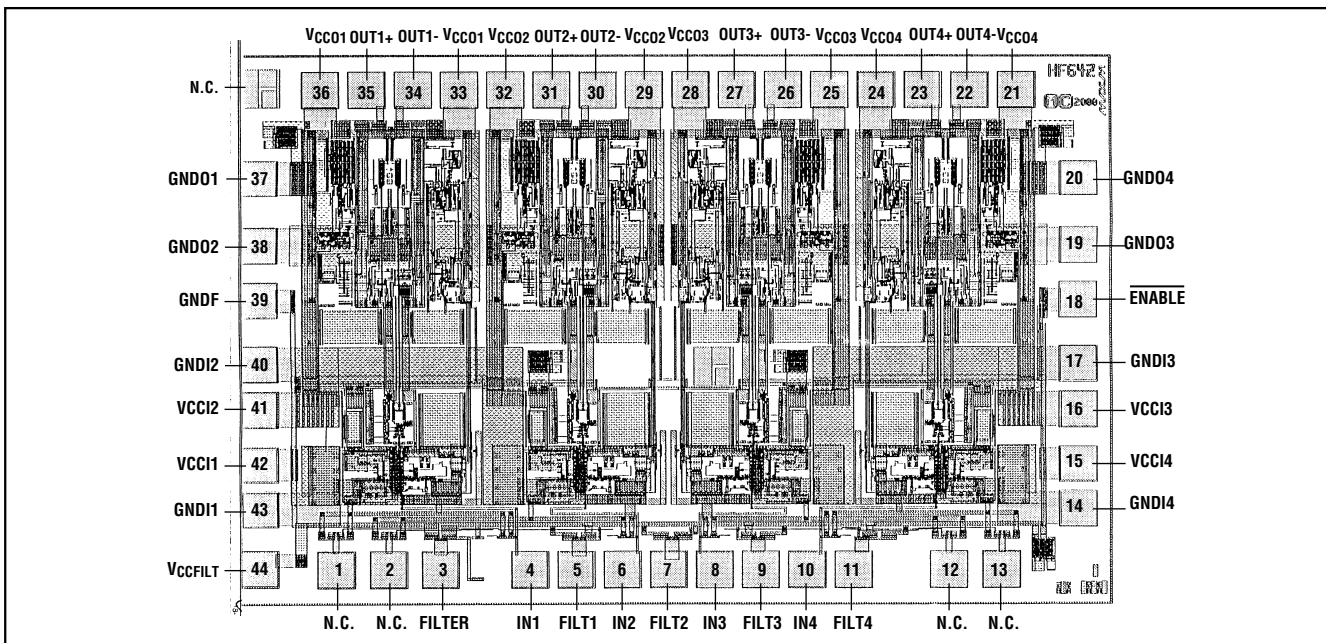 VCCO1 OUT1+ OUT1- VCCO1 VCCO2 OUT2+ OUT2- VCCO2 VCCO3 OUT3+ OUT3- VCCO3 VCCO4 OUT4+ OUT4- VCCO4
N.C. 36 35 34 33 32 31 30 29 28 27 26 25 24 23 22 21 HF642
2000
GNDO1 37 20 GNDO4
GNDO2 38 19 GNDO3
GNDF 39 18 ENABLE
GNDI2 40 17 GNDI3
VCCI2 41 16 VCCI3
VCCI1 42 15 VCCI4
GNDI1 43 14 GNDI4
VCCFILT 44 1 2 3 4 5 6 7 8 9 10 11 12 13
N.C. N.C. FILTER IN1 FILT1 IN2 FILT2 IN3 FILT3 IN4 FILT4 N.C. N.C.